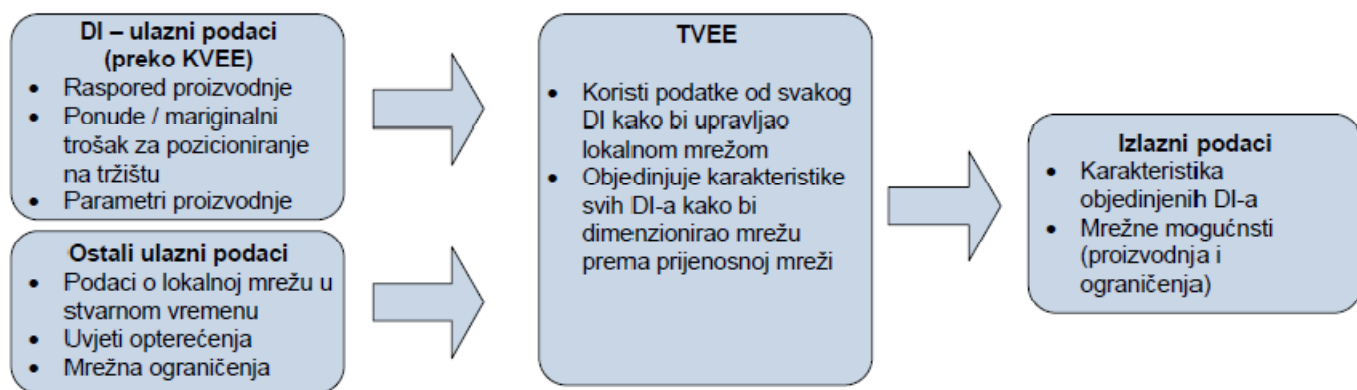 DI – ulazni podaci
(preko KVEE)
• Raspored proizvodnje
• Ponude / mariginalni
trošak za pozicioniranje
na tržištu
• Parametri proizvodnje
Ostali ulazni podaci
• Podaci o lokalnoj mrežu u
stvarnom vremenu
• Uvjeti opterećenja
• Mrežna ograničenja
TVEE
• Koristi podatke od svakog
DI kako bi upravljao
lokalnom mrežom
• Objedinjuje karakteristike
svih DI-a kako bi
dimenzionirao mrežu
prema prijenosnoj mreži
Izlazni podaci
• Karakteristika
objedinjenih DI-a
• Mrežne mogućnsti
(proizvodnja i
ograničenja)